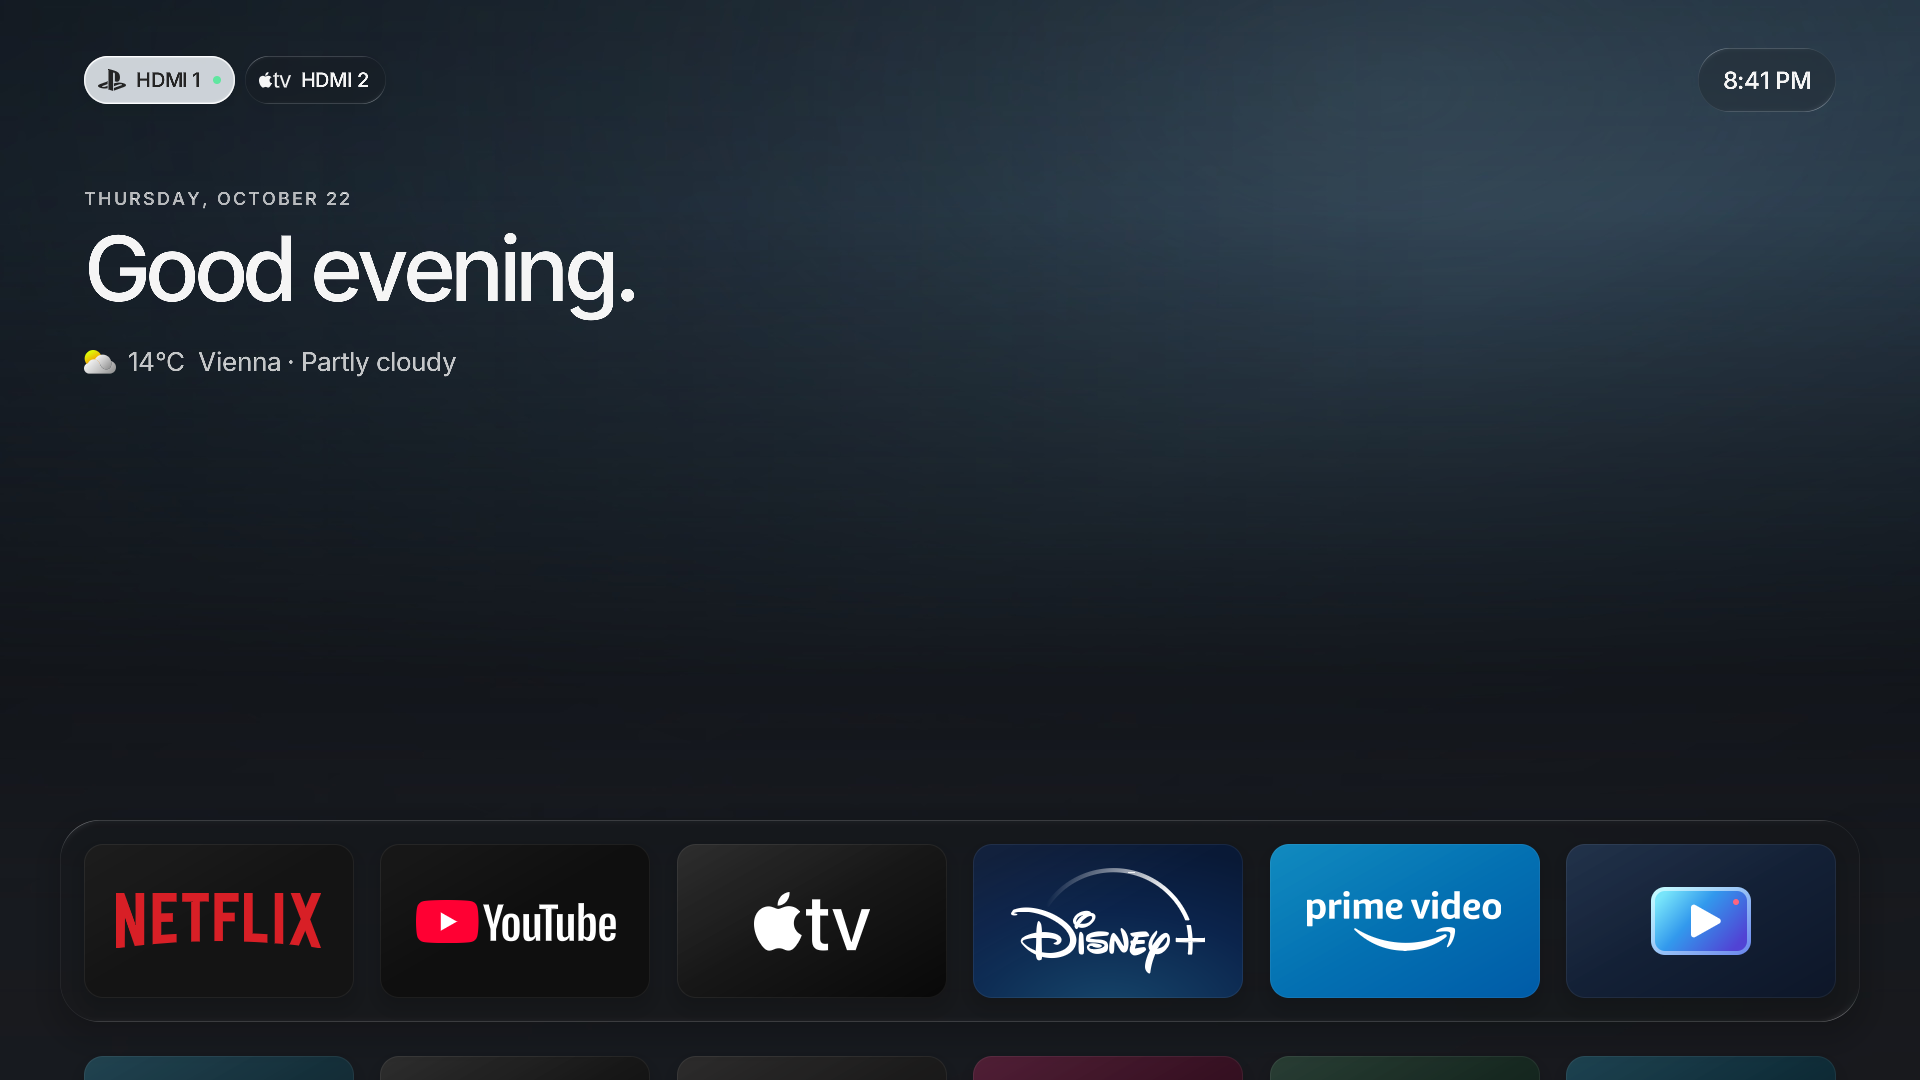 HDMI 1
tv HDMI 2
8:41 PM
THURSDAY, OCTOBER 22
Good evening.
14°C Vienna · Partly cloudy
NETFLIX
YouTube
tv
Disney+
prime video